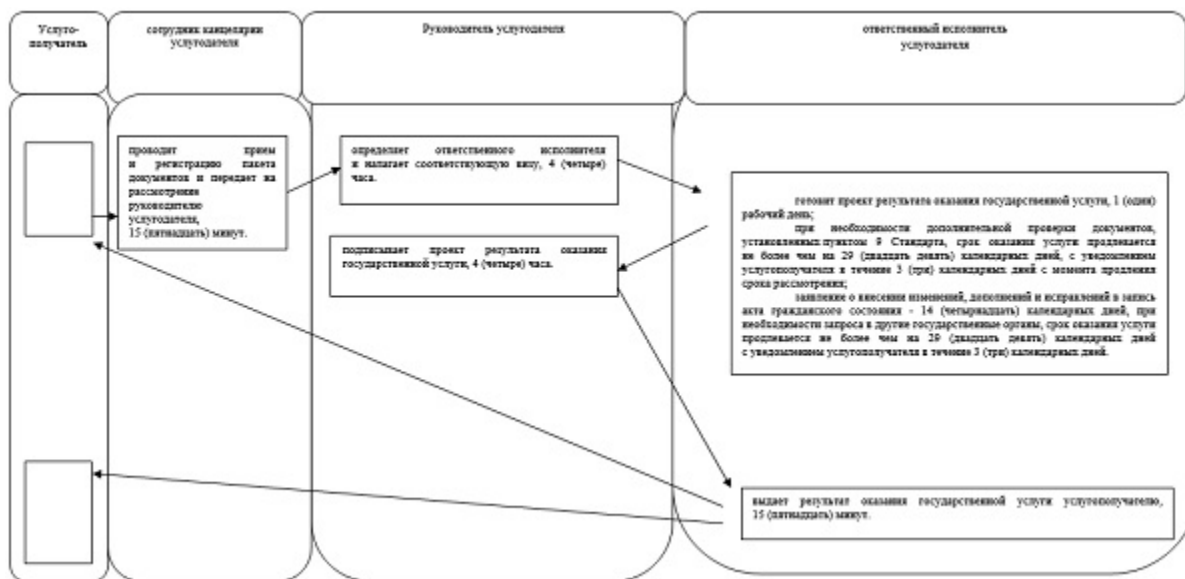 Услуго-
получатель
сотрудник канцелярии
услугодателя
Руководитель услугодателя
ответственный исполнитель
услугодателя
проводит прием
и регистрацию пакета
документов и передает на
рассмотрение
руководителю
услугодателя,
15 (пятнадцать) минут.
определяет ответственного исполнителя
и налагает соответствующую визу, 4 (четыре)
часа.
подписывает проект результата оказания
государственной услуги, 4 (четыре) часа.
готовит проект результата оказания государственной услуги, 1 (один)
рабочий день;
при необходимости дополнительной проверки документов,
установленных пунктом 9 Стандарта, срок оказания услуги продлевается
не более чем на 29 (двадцать девять) календарных дней, с уведомлением
услугополучателя в течение 3 (три) календарных дней с момента продления
срока рассмотрения;
заявление о внесении изменений, дополнений и исправлений в запись
акта гражданского состояния - 14 (четырнадцать) календарных дней, при
необходимости запроса в другие государственные органы, срок оказания услуги
продлевается не более чем на 29 (двадцать девять) календарных дней
с уведомлением услугополучателя в течение 3 (три) календарных дней.
выдает результат оказания государственной услуги услугополучателю,
15 (пятнадцать) минут.